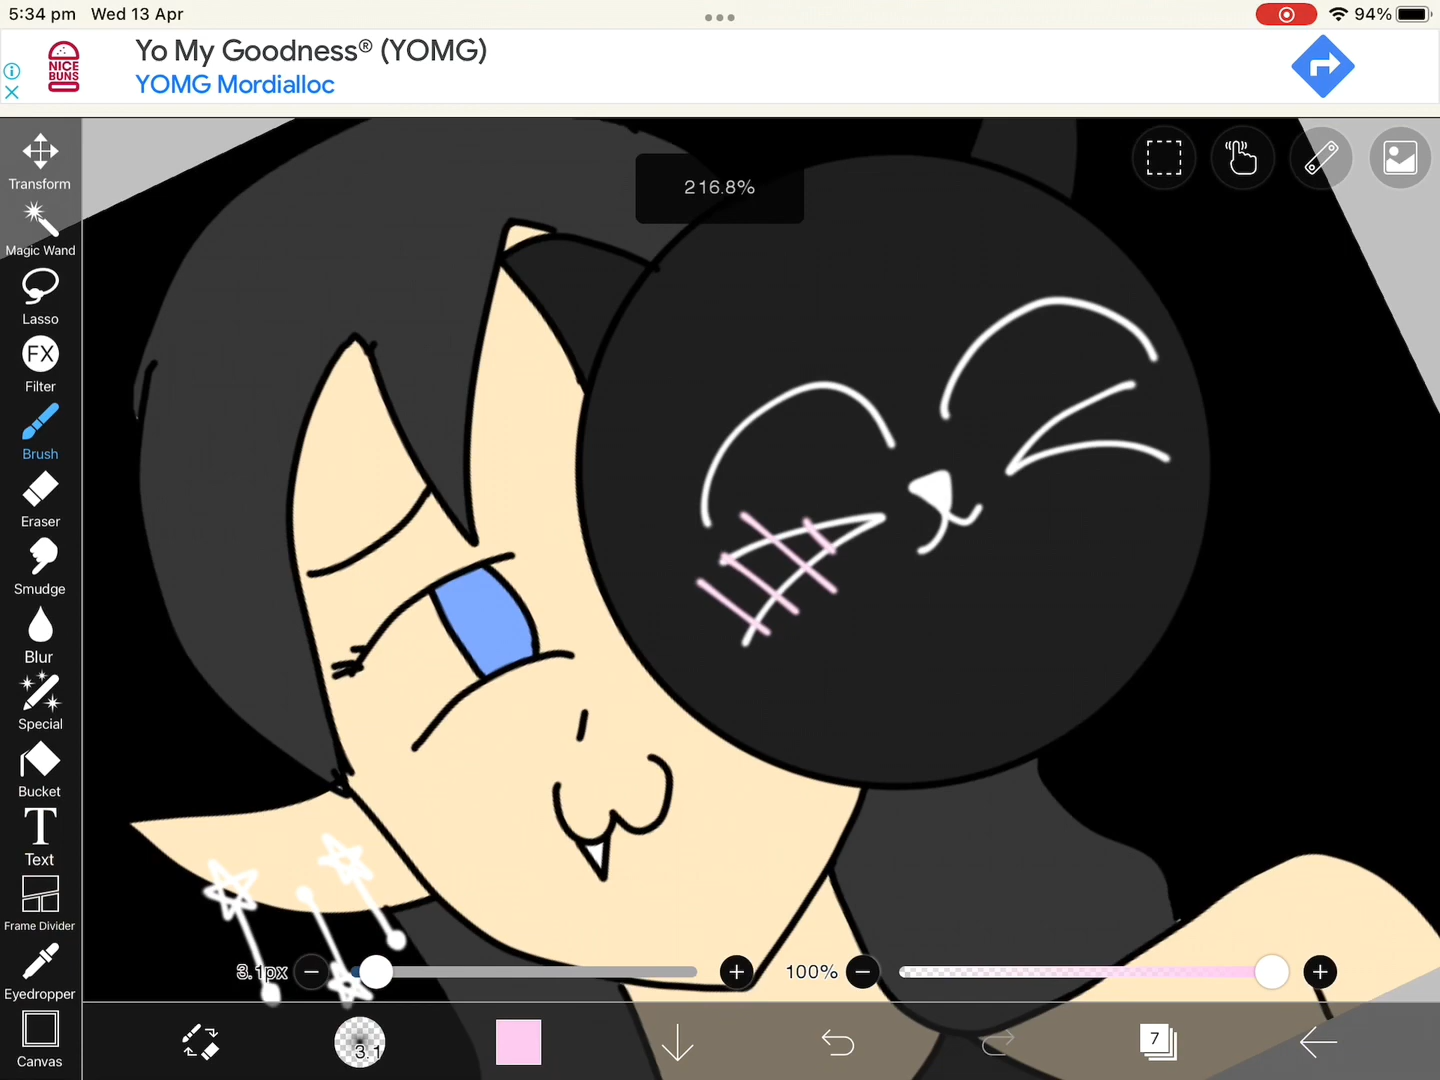 5:34 pm Wed 13 Apr
94%
NICE
BUNS
Yo My Goodness® (YOMG)
YOMG Mordialloc
216.8%
Transform
Magic Wand
Lasso
FX
Filter
Brush
Eraser
Smudge
Blur
Special
Bucket
T
Text
Frame Divider
Eyedropper
Canvas
3.1px
100%
3.1
7